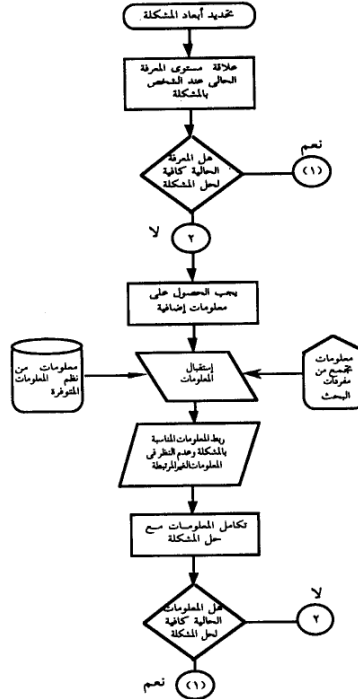 تحديد أبعاد المشكلة
علاقة مستوى المعرفة
الحالى عند الشخص
بالمشكلة
هل المعرفة
الحالية كافية
لحل المشكلة
نعم
(١)
لا
٢
يجب الحصول على
معلومات إضافية
معلومات من
نظم المعلومات
المتوفرة
إستقبال
المعلومات
معلومات
تجمع من
مفردات
البحث
ربط المعلومات المناسبة
بالمشكلة وعدم النظر فى
المعلومات الغير المرتبطة
تكامل المعلومات مع
حل المشكلة
هل المعلومات
الحالية كافية
لحل المشكلة
لا
٢
(١)
نعم